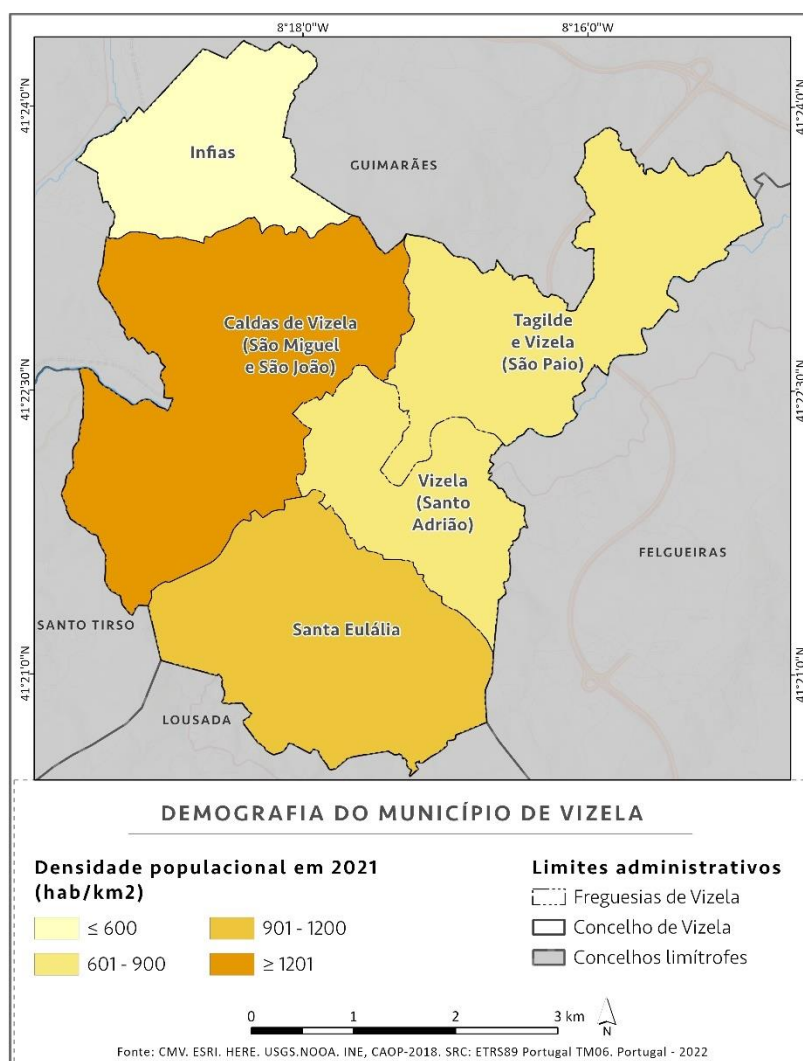 8°18'0"W
8°16'0"W
41°24'0"N
41°24'0"N
Infias
GUIMARÃES
Caldas de Vizela
(São Miguel
e São João)
Tagilde
e Vizela
(São Paio)
41°22'30"N
41°22'30"N
Vizela
(Santo
Adrião)
FELGUEIRAS
SANTO TIRSO
Santa Eulália
41°21'0"N
41°21'0"N
LOUSADA
DEMOGRAFIA DO MUNICÍPIO DE VIZELA
Densidade populacional em 2021
(hab/km2)
≤ 600
901 - 1200
601 - 900
≥ 1201
Limites administrativos
Freguesias de Vizela
Concelho de Vizela
Concelhos limítrofes
0 1 2 3 km
N
Fonte: CMV. ESRI. HERE. USGS.NOOA. INE, CAOP-2018. SRC: ETRS89 Portugal TM06. Portugal - 2022